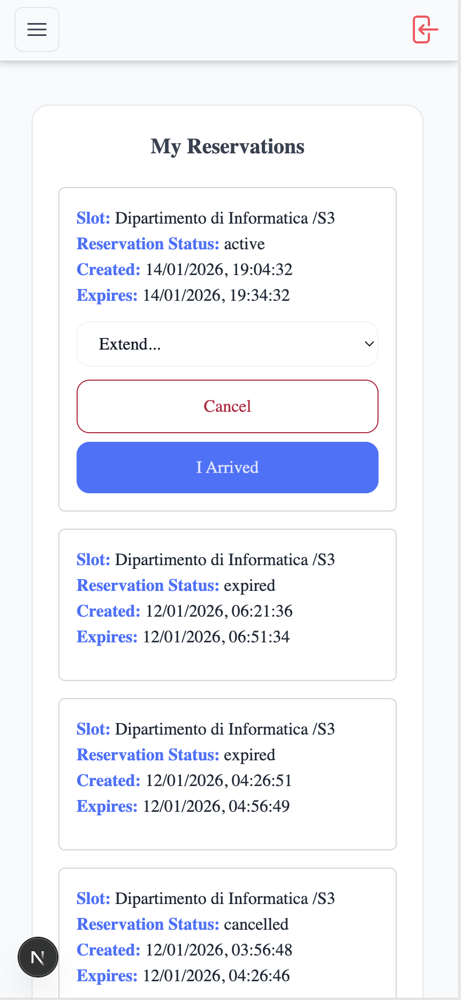 My Reservations
Slot: Dipartimento di Informatica /S3
Reservation Status: active
Created: 14/01/2026, 19:04:32
Expires: 14/01/2026, 19:34:32
Extend...
Cancel
I Arrived
Slot: Dipartimento di Informatica /S3
Reservation Status: expired
Created: 12/01/2026, 06:21:36
Expires: 12/01/2026, 06:51:34
Slot: Dipartimento di Informatica /S3
Reservation Status: expired
Created: 12/01/2026, 04:26:51
Expires: 12/01/2026, 04:56:49
Slot: Dipartimento di Informatica /S3
Reservation Status: cancelled
Created: 12/01/2026, 03:56:48
Expires: 12/01/2026, 04:26:46
N